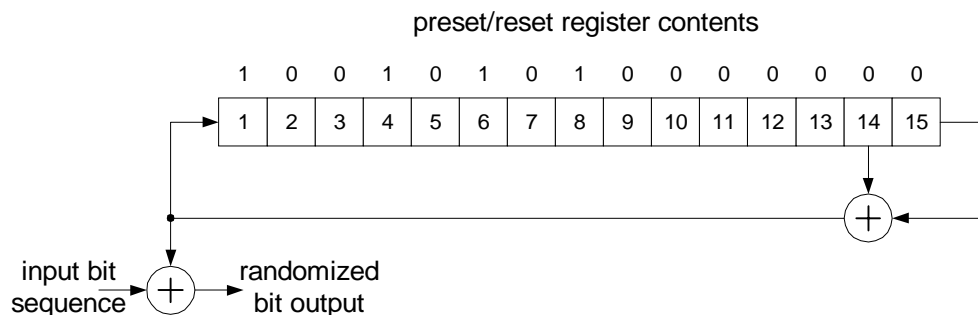 preset/reset register contents
1 0 0 1 0 1 0 1 0 0 0 0 0 0 0
1 2 3 4 5 6 7 8 9 10 11 12 13 14 15
input bit
sequence
randomized
bit output